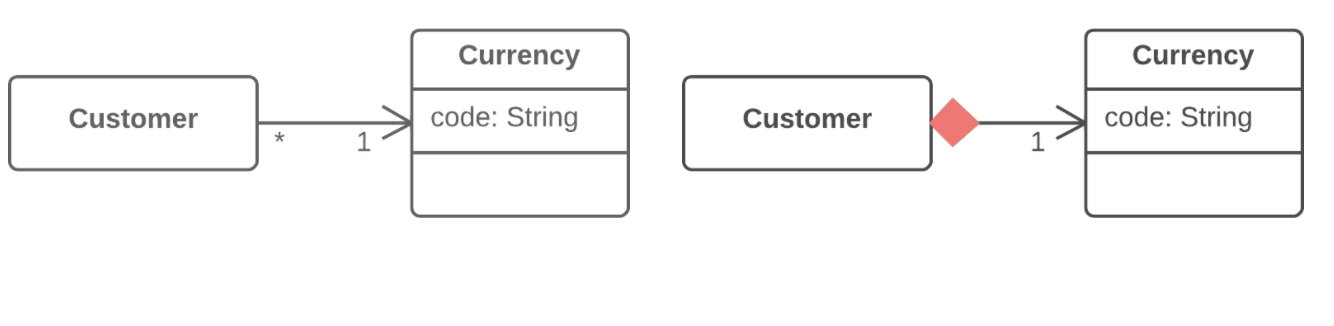 Customer
* 1
Currency
code: String
Customer
1
Currency
code: String